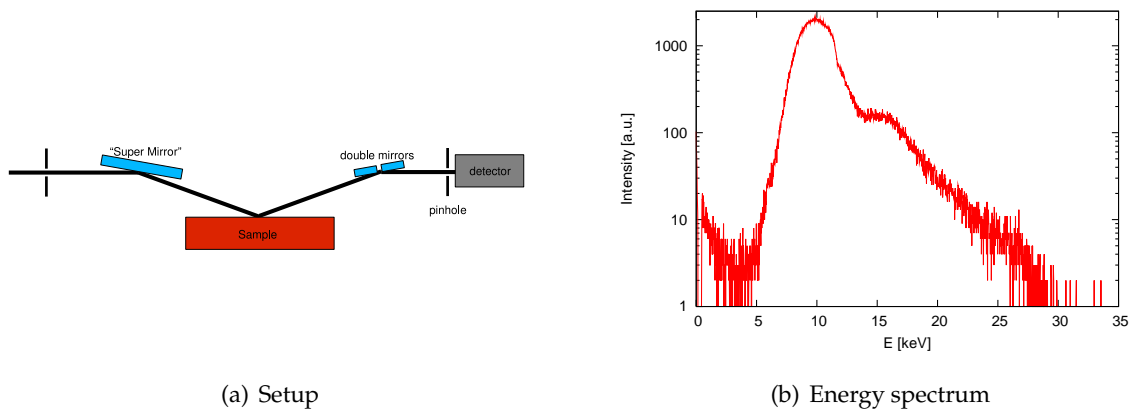 "Super Mirror"
double mirrors
detector
pinhole
Sample
(a) Setup
Intensity [a.u.]
1000
100
10
1
0 5 10 15 20 25 30 35
E [keV]
(b) Energy spectrum